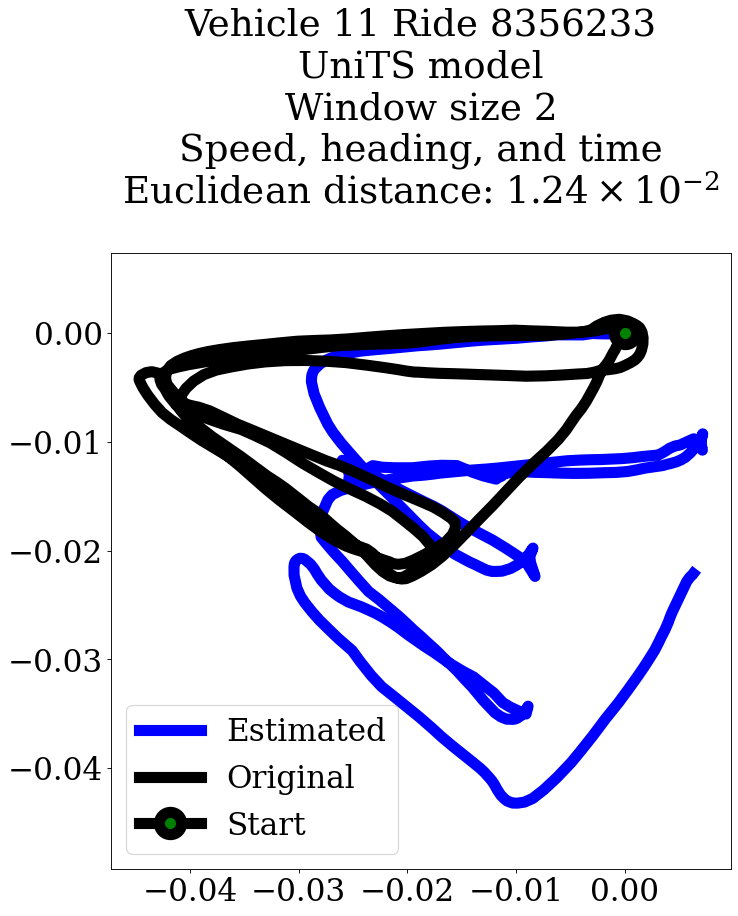 Vehicle 11 Ride 8356233
UniTS model
Window size 2
Speed, heading, and time
Euclidean distance: 1.24 × 10⁻²
0.00
−0.01
−0.02
−0.03
−0.04
Estimated
Original
Start
−0.04 −0.03 −0.02 −0.01 0.00